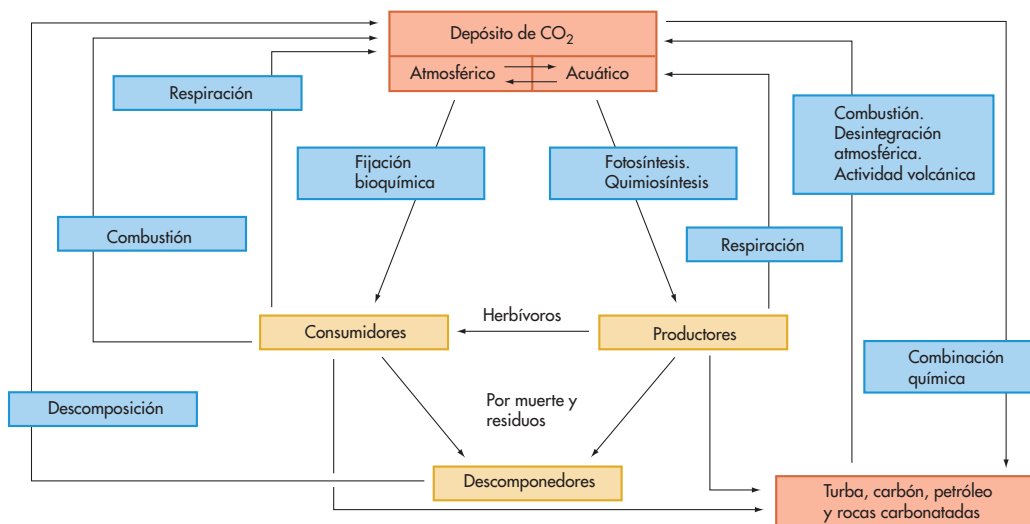 Depósito de CO2
Atmosférico
Acuático
Respiración
Combustión.
Desintegración
atmosférica.
Actividad volcánica
Fijación
bioquímica
Fotosíntesis.
Quimiosíntesis
Combustión
Respiración
Herbívoros
Consumidores
Productores
Combinación
química
Descomposición
Por muerte y
residuos
Descomponedores
Turba, carbón, petróleo
y rocas carbonatadas